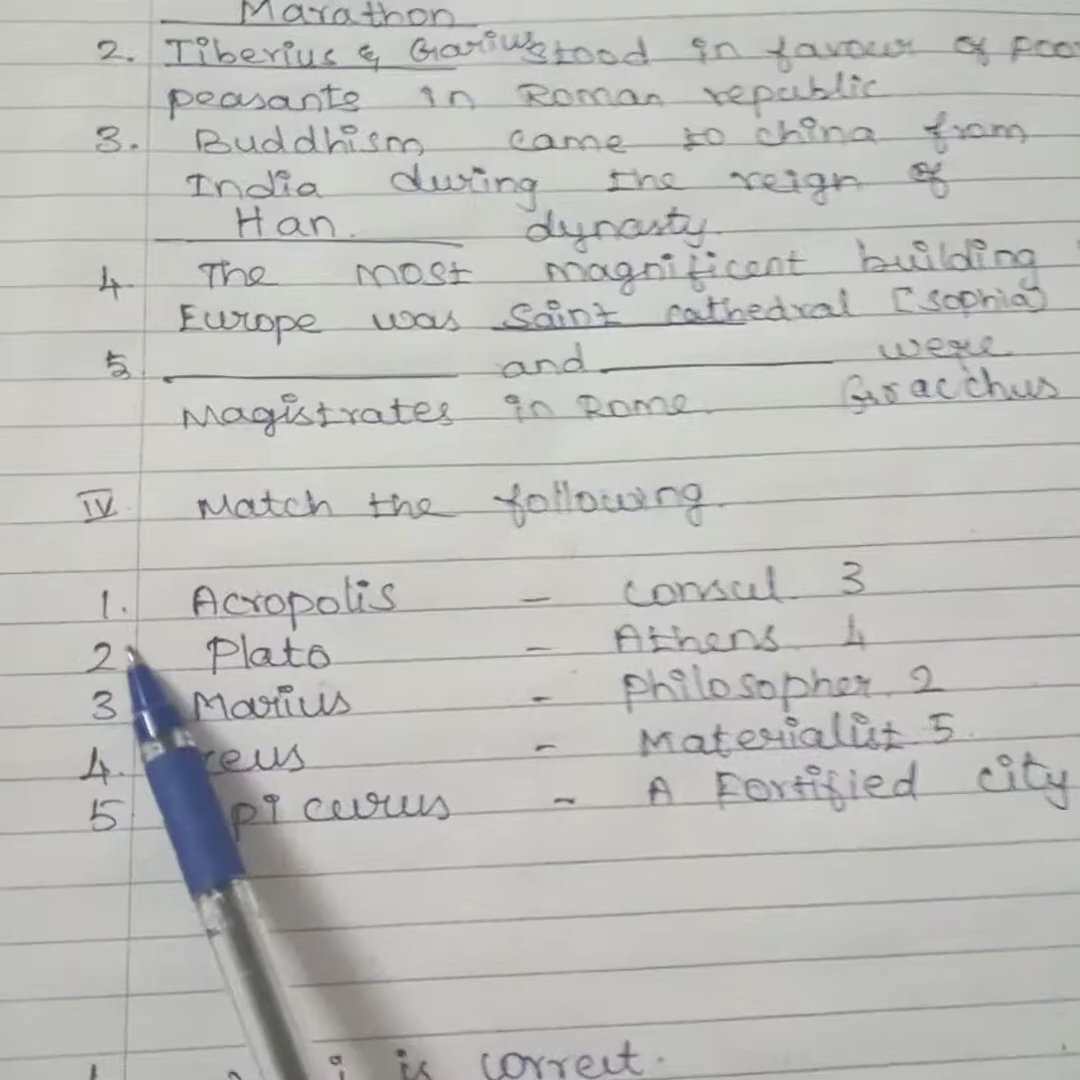 Marathon
2. Tiberius & Garius stood in favour of poo
peasants in Roman republic
3. Buddhism came to china from
India during the reign of
Han. dynasty
4. The most magnificent building
Europe was Saint cathedral (Sophia)
5 and were
Magistrates in Rome. Gracchus
IV Match the following.
1. Acropolis - consul 3
2 Plato - Athens 4
3 Marius - Philosopher. 2
4. eus - Materialist 5.
5 picurus - A Fortified city
is correct.